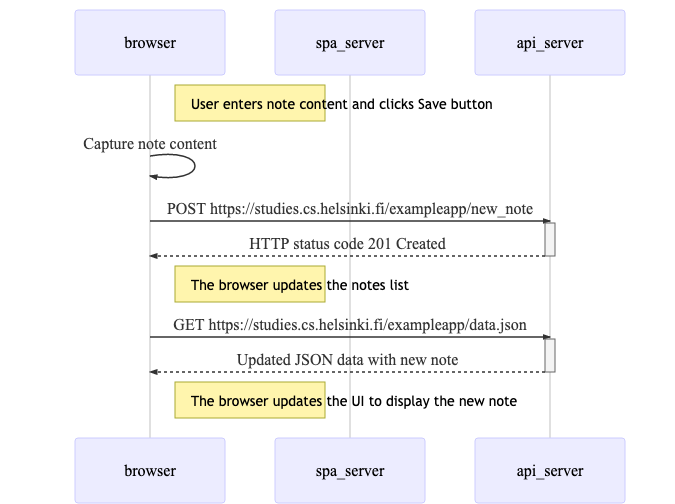 browser spa_server api_server
User enters note content and clicks Save button
Capture note content
POST https://studies.cs.helsinki.fi/exampleapp/new_note
HTTP status code 201 Created
The browser updates the notes list
GET https://studies.cs.helsinki.fi/exampleapp/data.json
Updated JSON data with new note
The browser updates the UI to display the new note
browser spa_server api_server